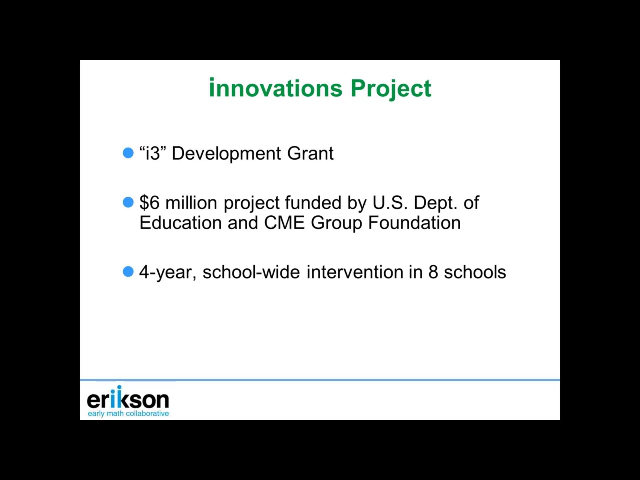 innovations Project
“i3” Development Grant
$6 million project funded by U.S. Dept. of
Education and CME Group Foundation
4-year, school-wide intervention in 8 schools
erikson
early math collaborative